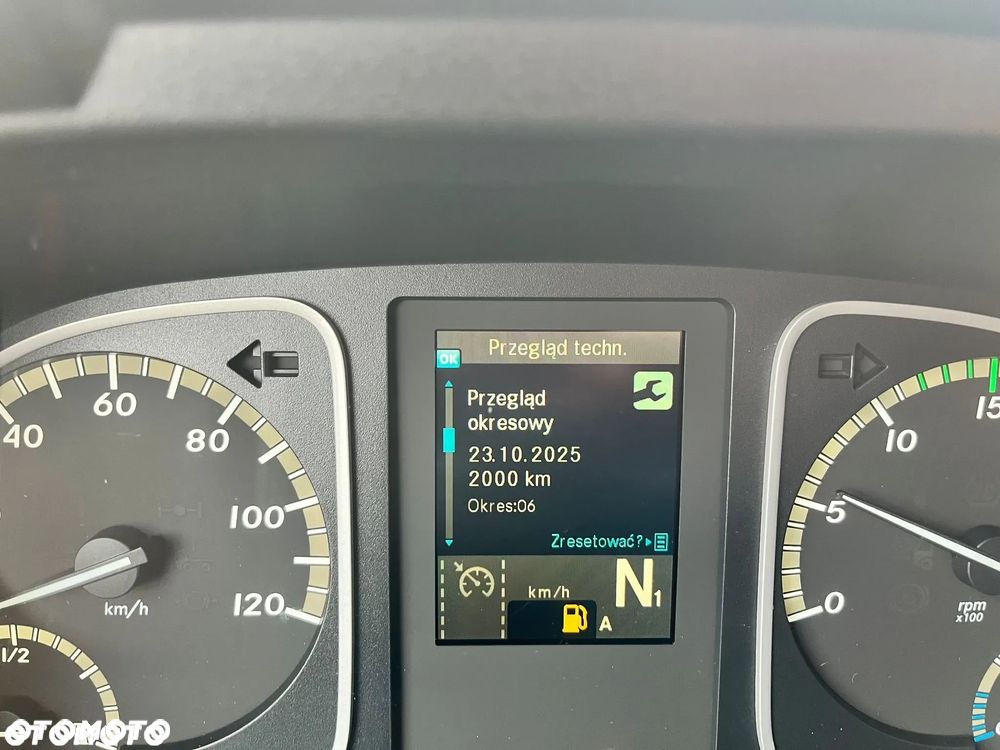 Przegląd techn.
OK
Przegląd
okresowy
23.10.2025
2000 km
Okres:06
Zresetować?
km/h
N1
A
40
60
80
100
120
km/h
1/2
0
5
10
15
rpm
x100
OTOMOTO